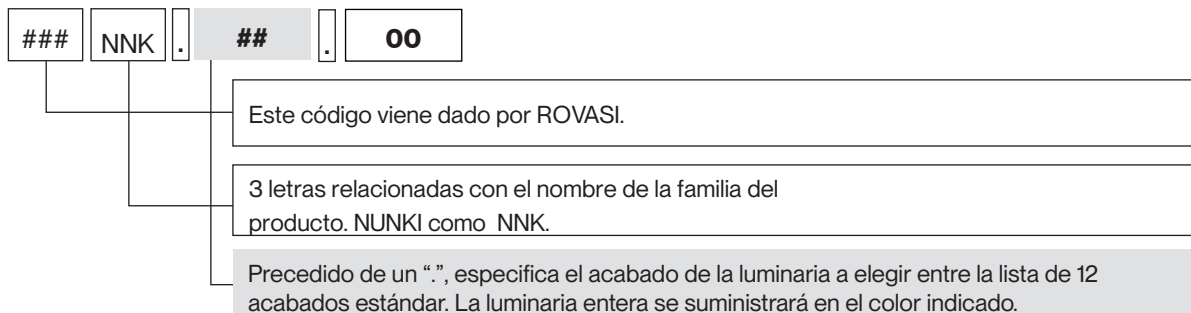 ### NNK . ## . 00
Este código viene dado por ROVASI.
3 letras relacionadas con el nombre de la familia del
producto. NUNKI como NNK.
Precedido de un “.”, especifica el acabado de la luminaria a elegir entre la lista de 12
acabados estándar. La luminaria entera se suministrará en el color indicado.